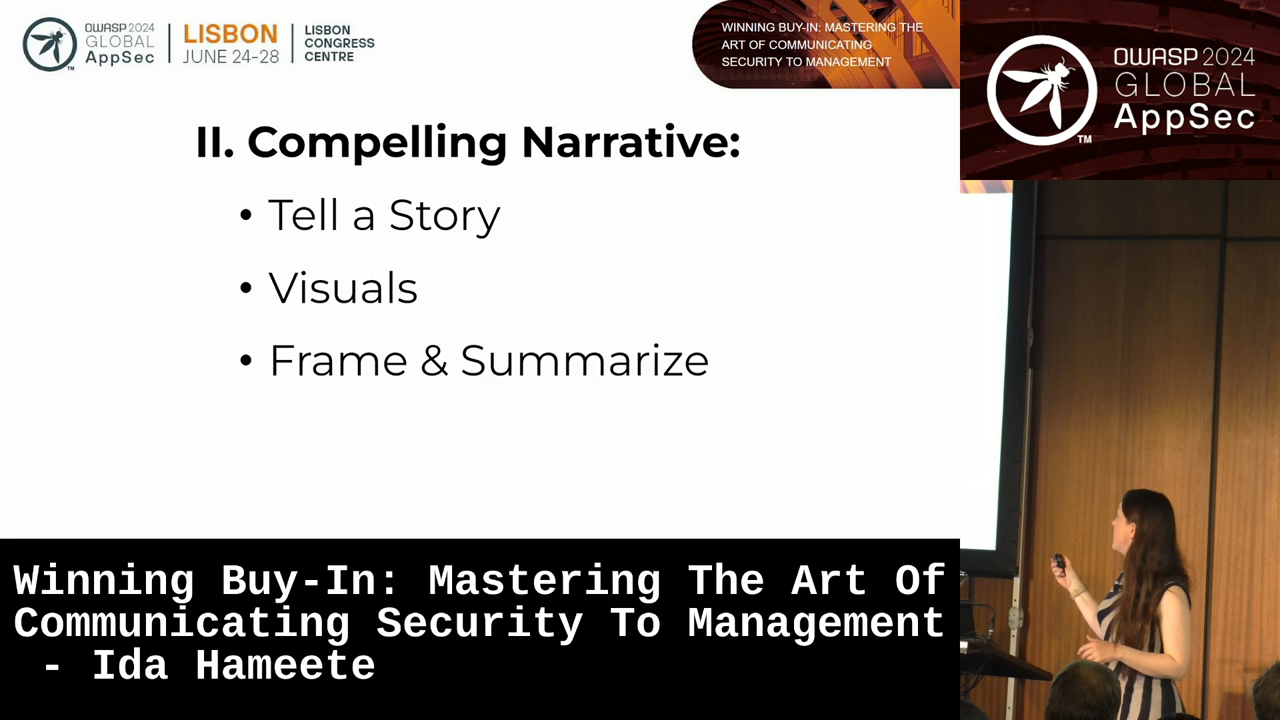 OWASP 2024
GLOBAL
AppSec
TM
LISBON
JUNE 24-28
LISBON
CONGRESS
CENTRE
WINNING BUY-IN: MASTERING THE
ART OF COMMUNICATING
SECURITY TO MANAGEMENT
OWASP 2024
GLOBAL
AppSec
TM
II. Compelling Narrative:
• Tell a Story
• Visuals
• Frame & Summarize
Winning Buy-In: Mastering The Art Of
Communicating Security To Management
- Ida Hameete